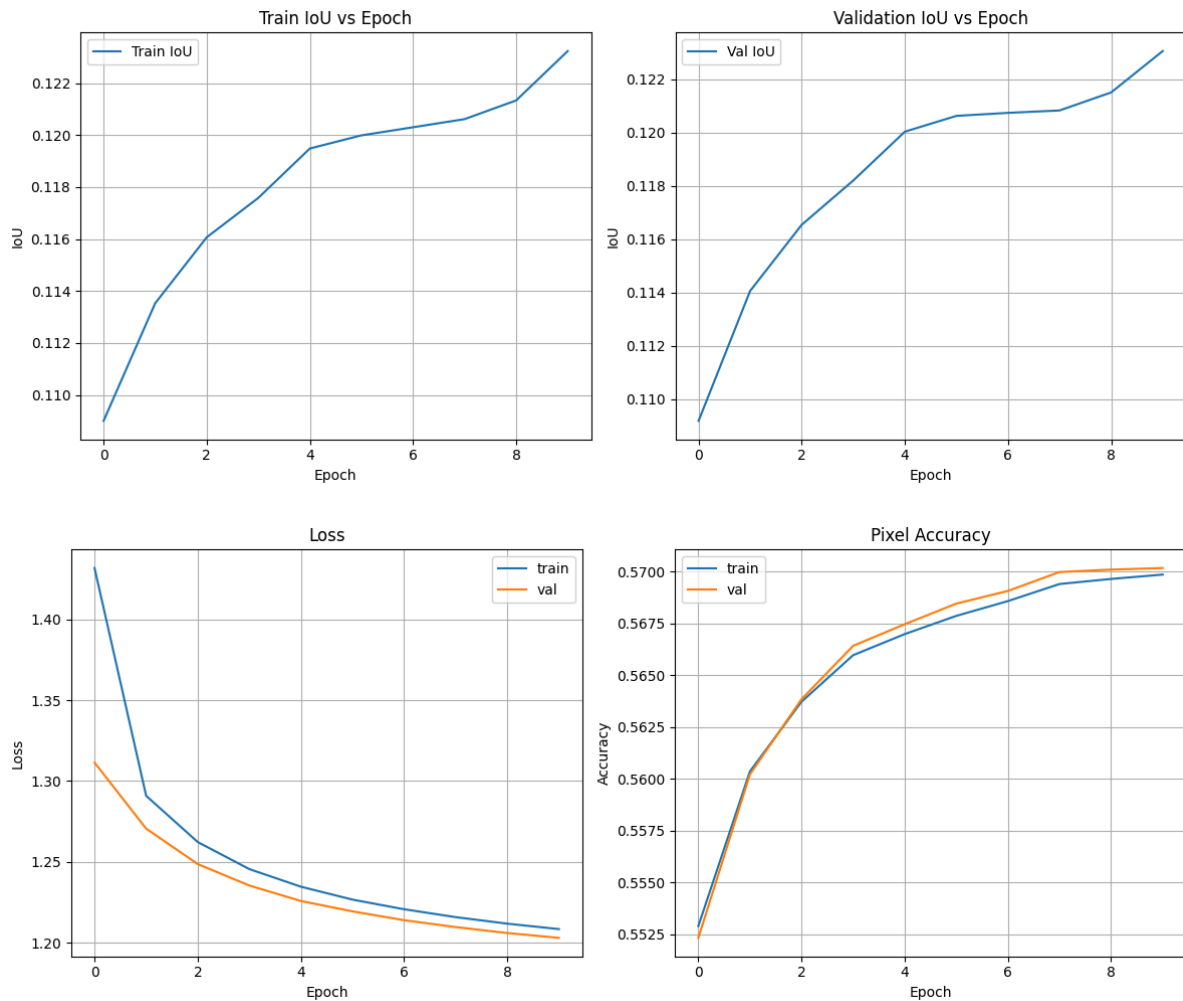 Train IoU vs Epoch
Train IoU
IoU
0.122
0.120
0.118
0.116
0.114
0.112
0.110
0 2 4 6 8
Epoch
Validation IoU vs Epoch
Val IoU
IoU
0.122
0.120
0.118
0.116
0.114
0.112
0.110
0 2 4 6 8
Epoch
Loss
train
val
Loss
1.40
1.35
1.30
1.25
1.20
0 2 4 6 8
Epoch
Pixel Accuracy
train
val
Accuracy
0.5700
0.5675
0.5650
0.5625
0.5600
0.5575
0.5550
0.5525
0 2 4 6 8
Epoch